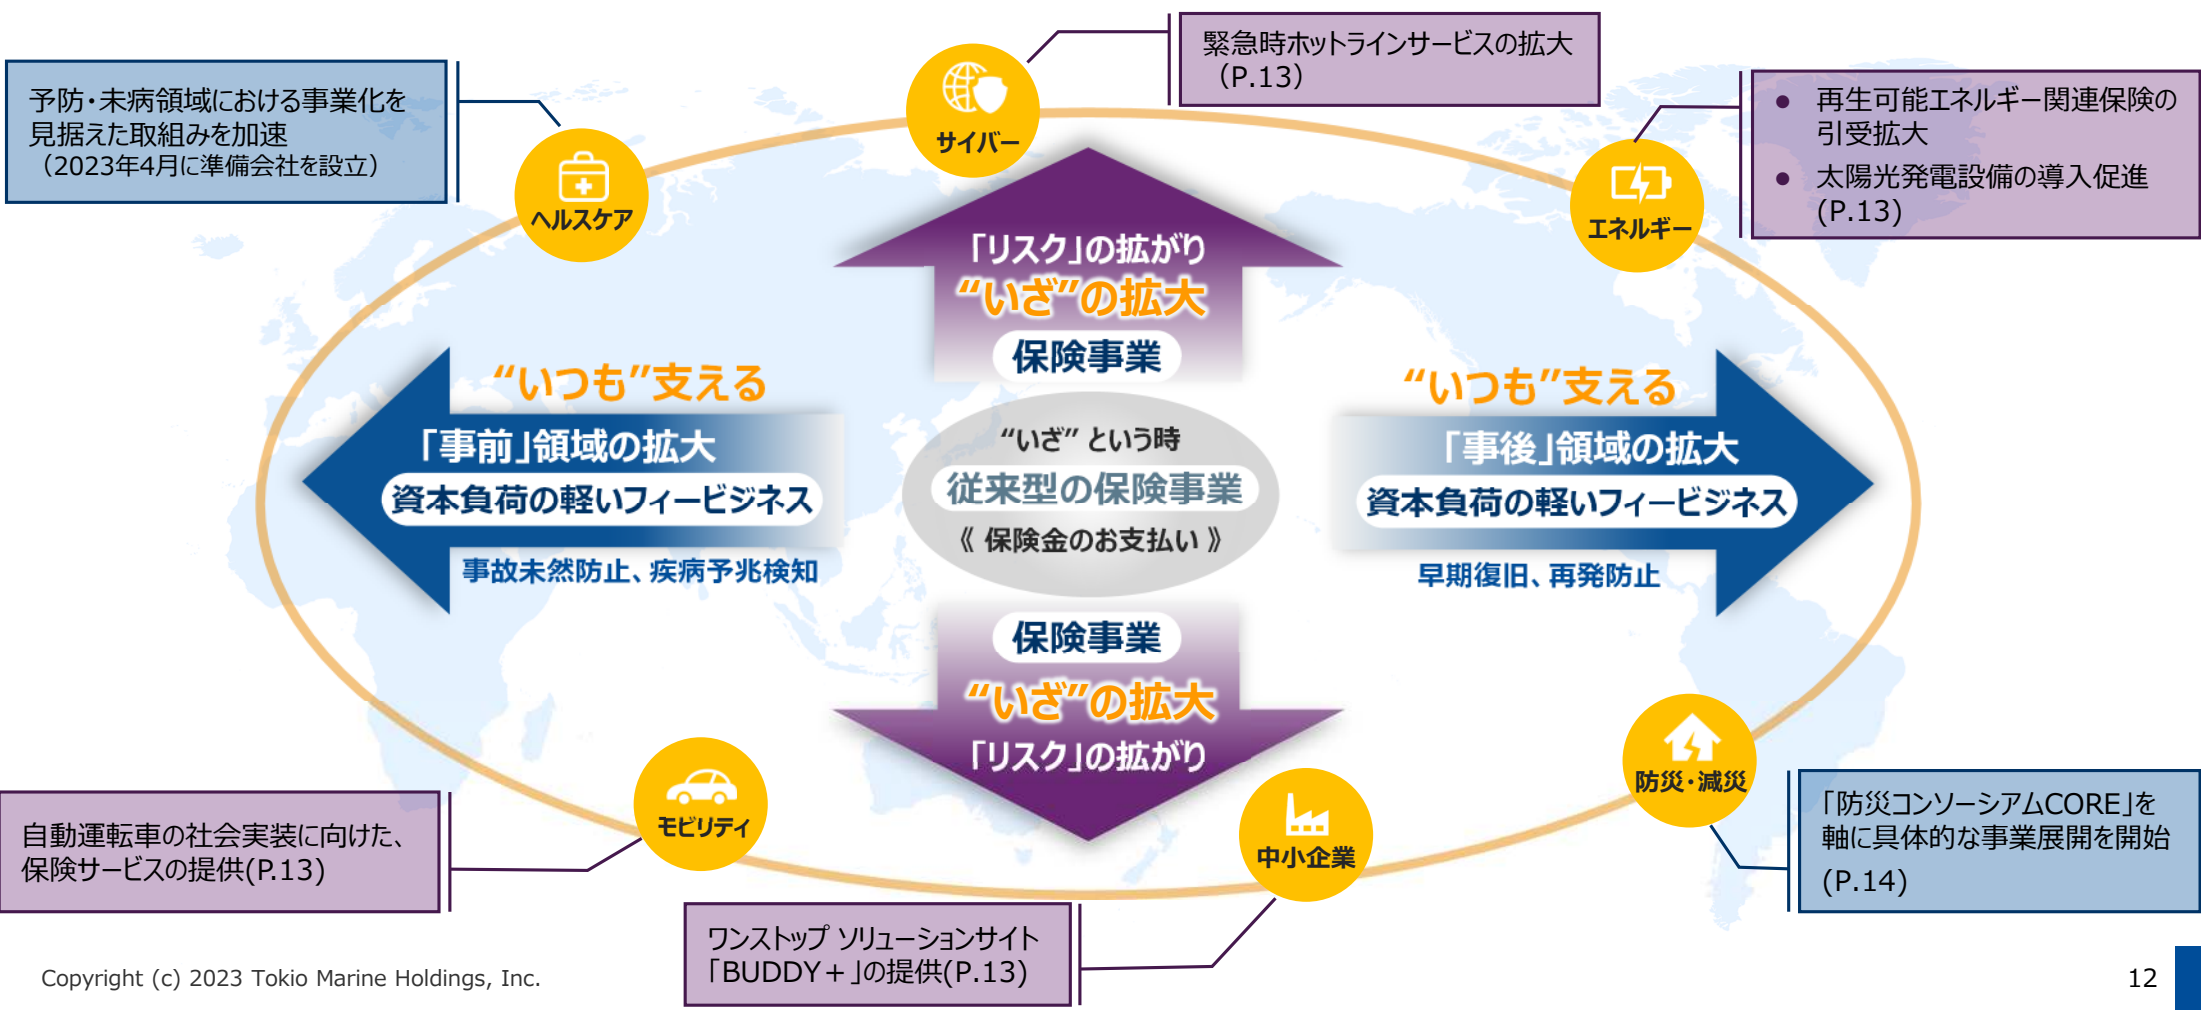 緊急時ホットラインサービスの拡大
（P.13）
予防・未病領域における事業化を
見据えた取組みを加速
（2023年4月に準備会社を設立）
● 再生可能エネルギー関連保険の
引受拡大
● 太陽光発電設備の導入促進
(P.13)
サイバー
ヘルスケア
エネルギー
「リスク」の拡がり
“いざ”の拡大
保険事業
“いつも”支える
「事前」領域の拡大
資本負荷の軽いフィービジネス
事故未然防止、疾病予兆検知
“いざ” という時
従来型の保険事業
《 保険金のお支払い 》
“いつも”支える
「事後」領域の拡大
資本負荷の軽いフィービジネス
早期復旧、再発防止
保険事業
“いざ”の拡大
「リスク」の拡がり
モビリティ
中小企業
防災・減災
自動運転車の社会実装に向けた、
保険サービスの提供(P.13)
「防災コンソーシアムCORE」を
軸に具体的な事業展開を開始
(P.14)
ワンストップ ソリューションサイト
「BUDDY＋」の提供(P.13)
Copyright (c) 2023 Tokio Marine Holdings, Inc.
12